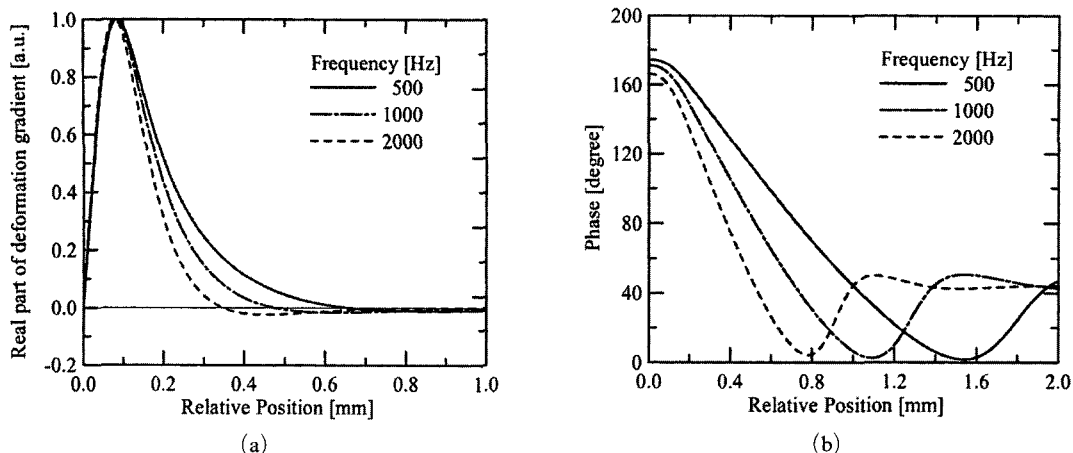 Real part of deformation gradient [a.u.]
1.0
0.8
0.6
0.4
0.2
0.0
-0.2
Frequency [Hz]
500
1000
2000
0.0 0.2 0.4 0.6 0.8 1.0
Relative Position [mm]
(a)
Phase [degree]
200
160
120
80
40
0
Frequency [Hz]
500
1000
2000
0.0 0.4 0.8 1.2 1.6 2.0
Relative Position [mm]
(b)